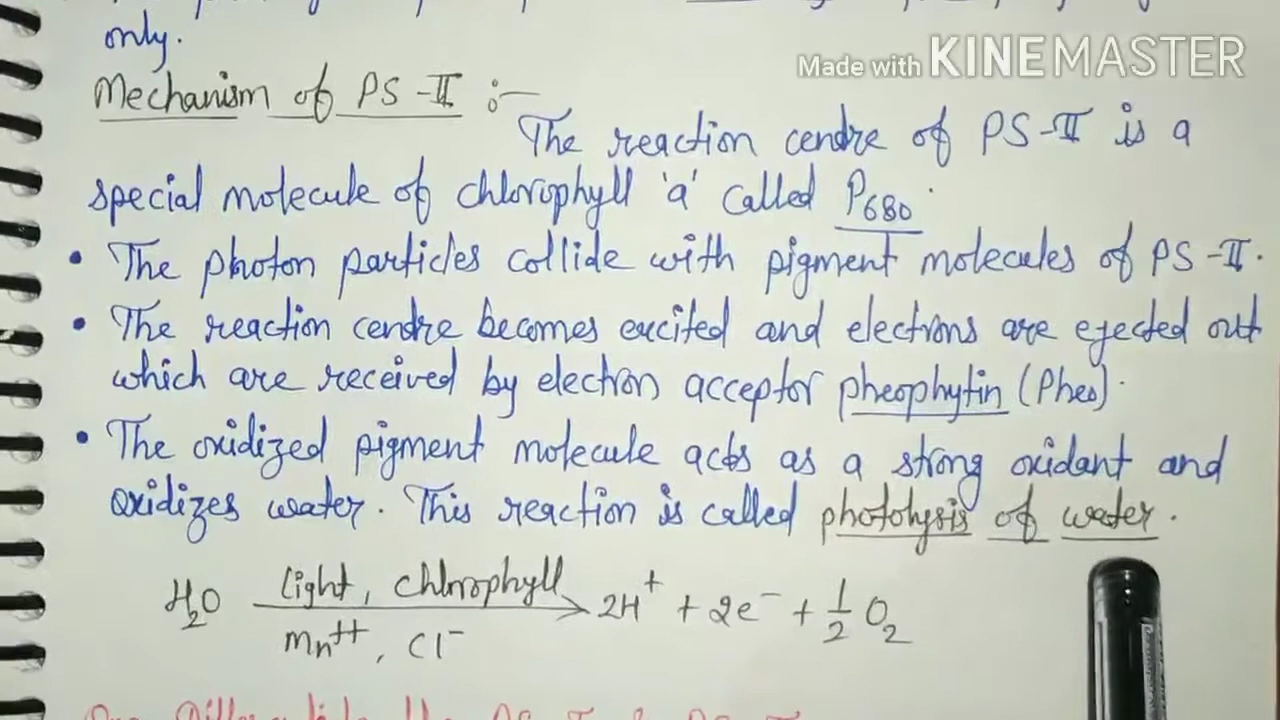 only.
Made with KINEMASTER
Mechanism of PS-II :-
The reaction centre of PS-II is a
special molecule of chlorophyll 'a' called P680.
• The photon particles collide with pigment molecules of PS-II.
• The reaction centre becomes excited and electrons are ejected out
which are received by electron acceptor pheophytin (Pheo).
• The oxidized pigment molecule acts as a strong oxidant and
oxidizes water. This reaction is called photolysis of water.
light, chlorophyll
H₂O → 2H⁺ + 2e⁻ + ½ O₂
Mn⁺⁺, Cl⁻